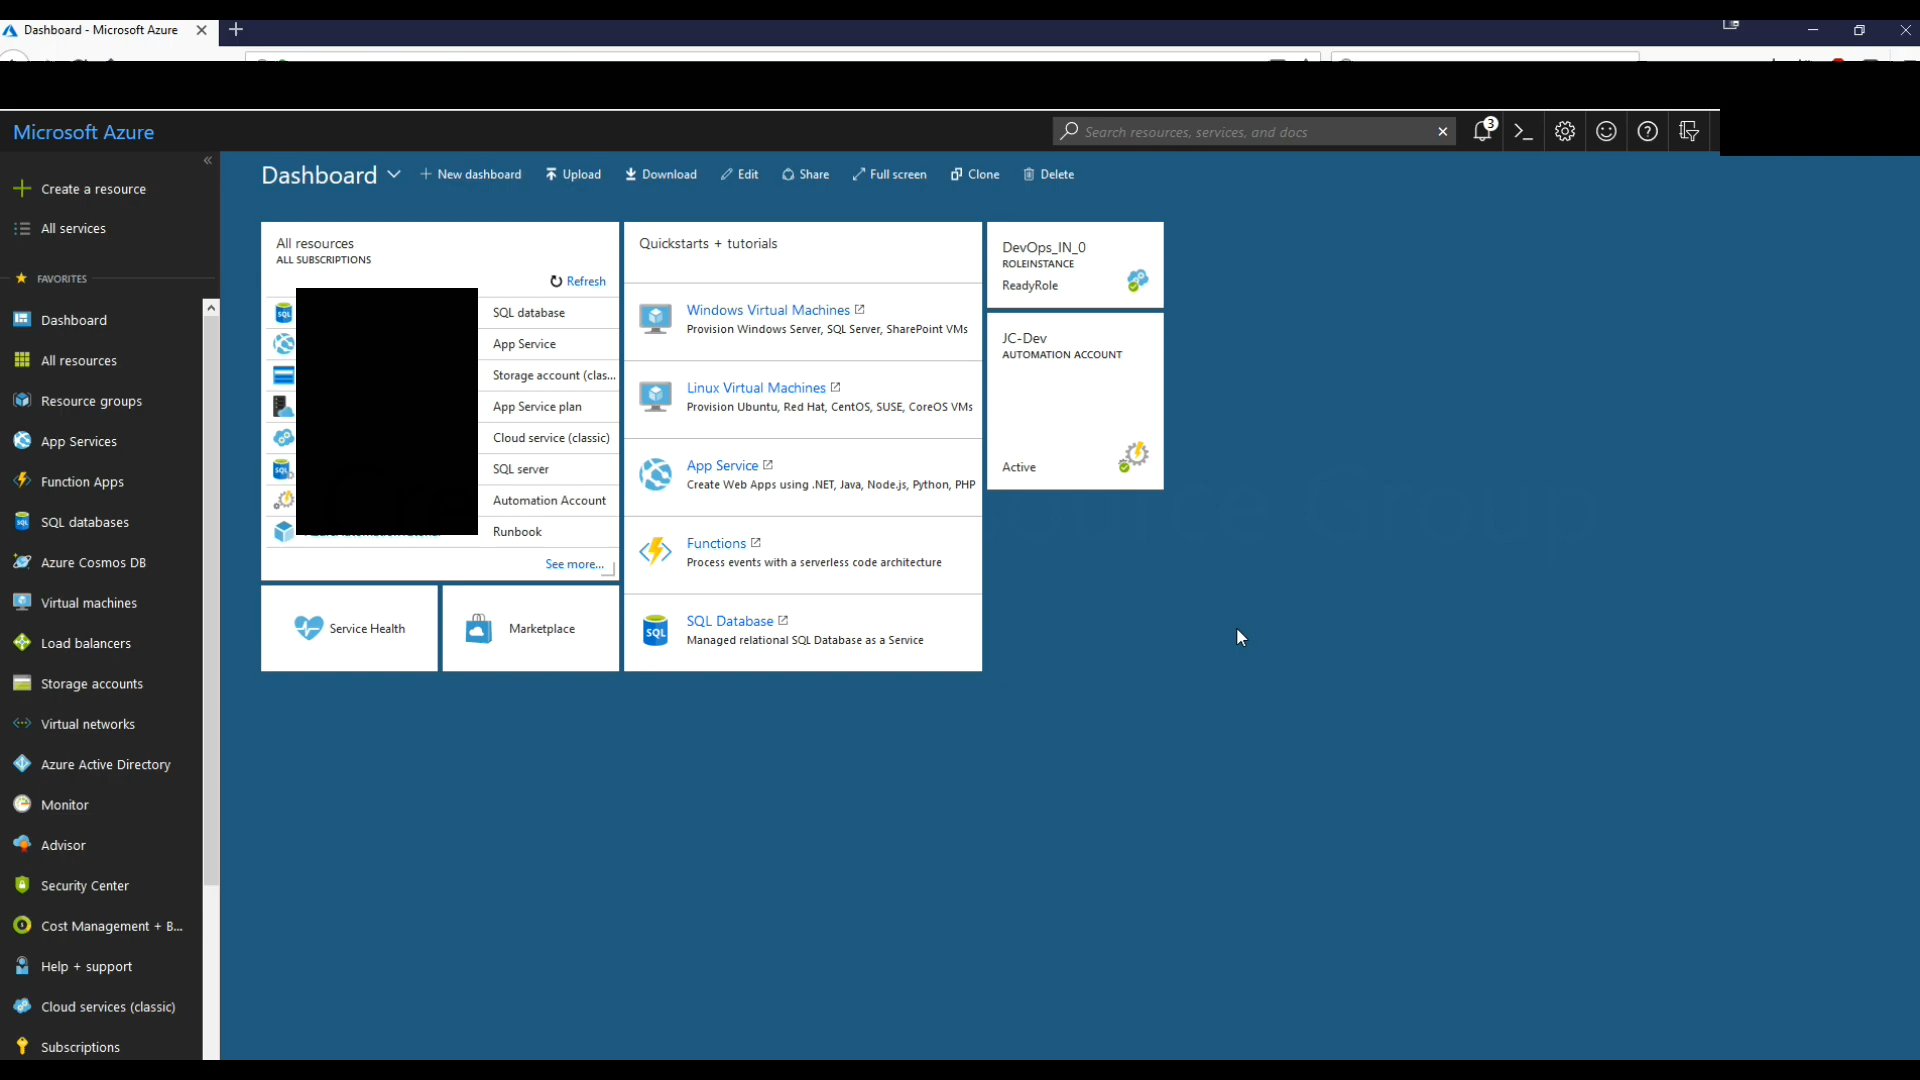 Dashboard - Microsoft Azure
Microsoft Azure
Search resources, services, and docs
3
Create a resource
All services
FAVORITES
Dashboard
All resources
Resource groups
App Services
Function Apps
SQL databases
Azure Cosmos DB
Virtual machines
Load balancers
Storage accounts
Virtual networks
Azure Active Directory
Monitor
Advisor
Security Center
Cost Management + B...
Help + support
Cloud services (classic)
Subscriptions
Dashboard
New dashboard
Upload
Download
Edit
Share
Full screen
Clone
Delete
All resources
ALL SUBSCRIPTIONS
Refresh
SQL database
App Service
Storage account (clas...
App Service plan
Cloud service (classic)
SQL server
Automation Account
Runbook
See more...
Service Health
Marketplace
Quickstarts + tutorials
Windows Virtual Machines
Provision Windows Server, SQL Server, SharePoint VMs
Linux Virtual Machines
Provision Ubuntu, Red Hat, CentOS, SUSE, CoreOS VMs
App Service
Create Web Apps using .NET, Java, Node.js, Python, PHP
Functions
Process events with a serverless code architecture
SQL
SQL Database
Managed relational SQL Database as a Service
DevOps_IN_0
ROLEINSTANCE
ReadyRole
JC-Dev
AUTOMATION ACCOUNT
Active